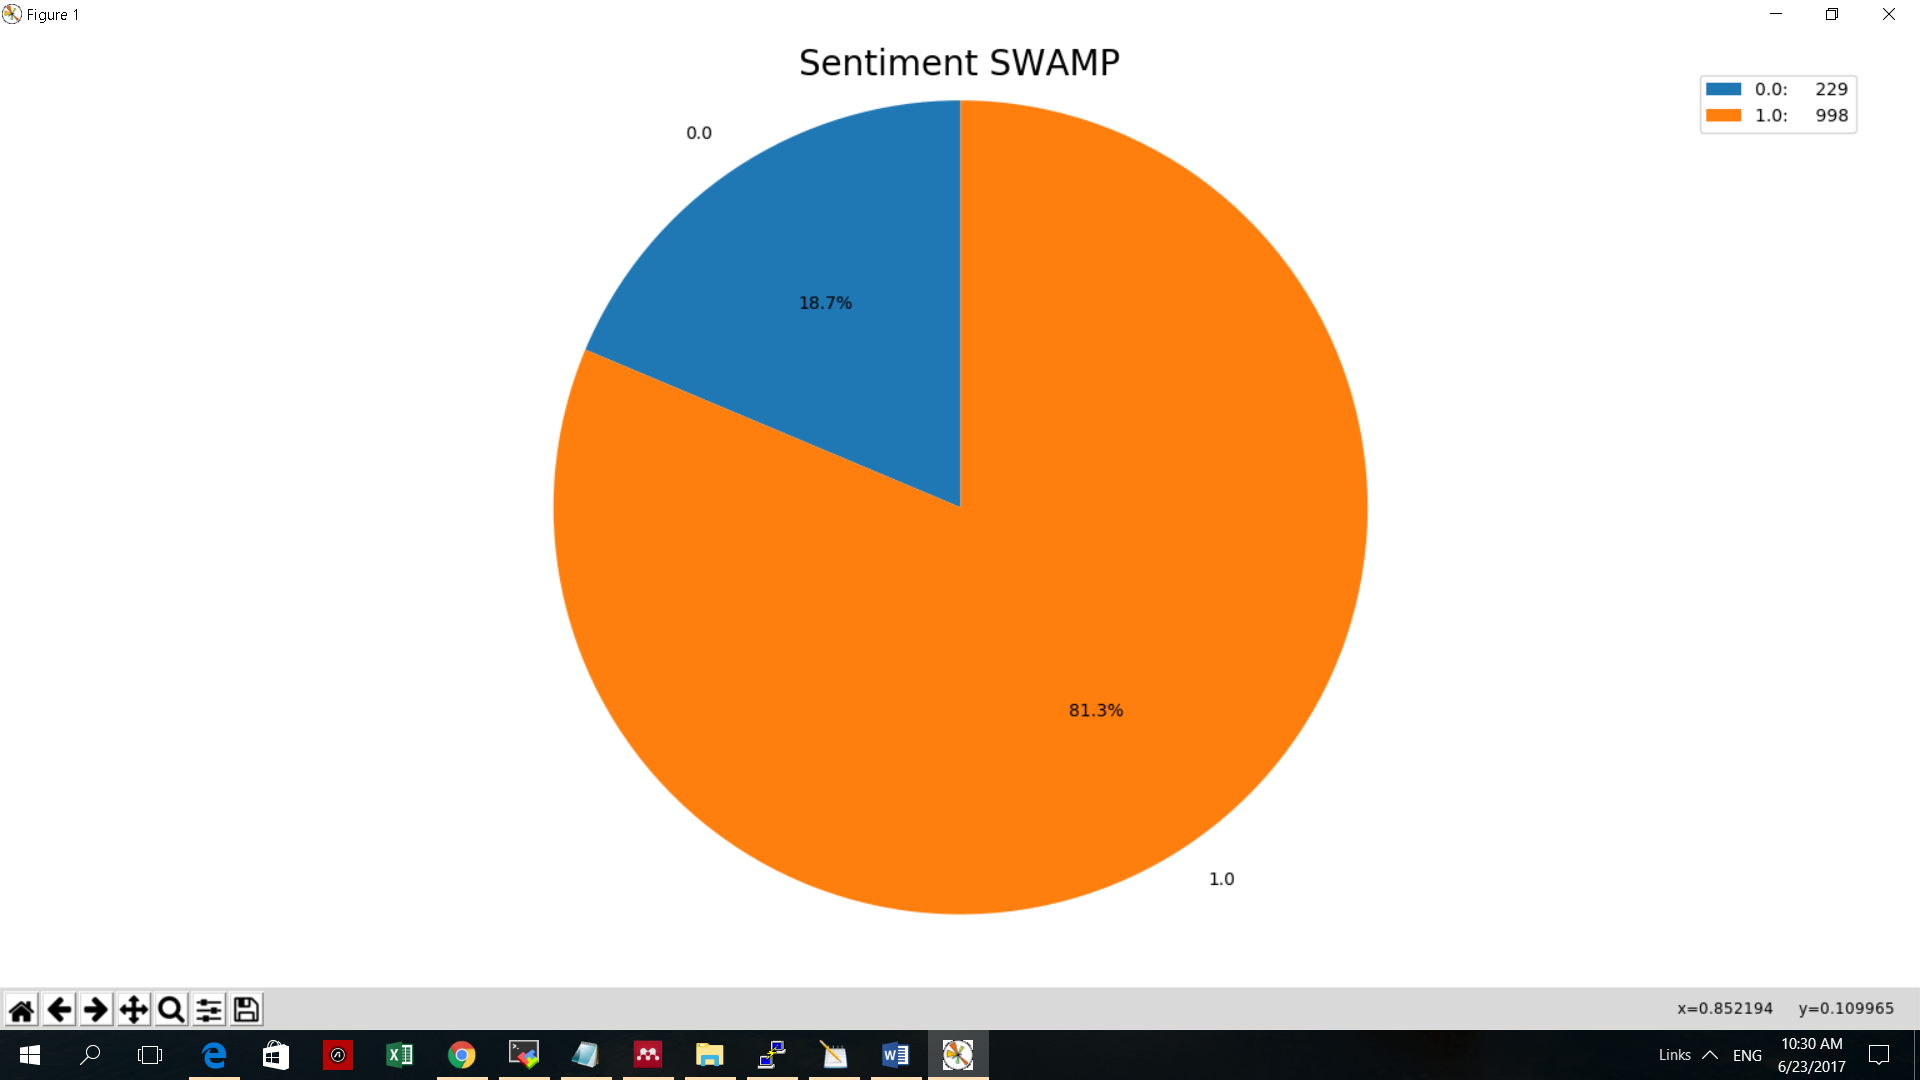 Figure 1
Sentiment SWAMP
0.0: 229
1.0: 998
0.0
18.7%
81.3%
1.0
x=0.852194 y=0.109965
Links ENG
10:30 AM
6/23/2017